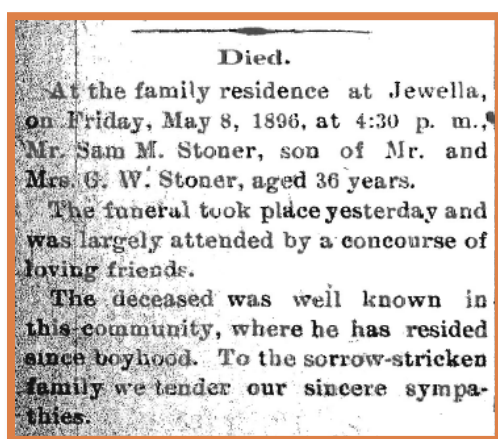 Died.
At the family residence at Jewella,
on Friday, May 8, 1896, at 4:30 p. m.,
Mr. Sam M. Stoner, son of Mr. and
Mrs. G. W. Stoner, aged 36 years.
The funeral took place yesterday and
was largely attended by a concourse of
loving friends.
The deceased was well known in
this community, where he has resided
since boyhood. To the sorrow-stricken
family we tender our sincere sympa-
thies.